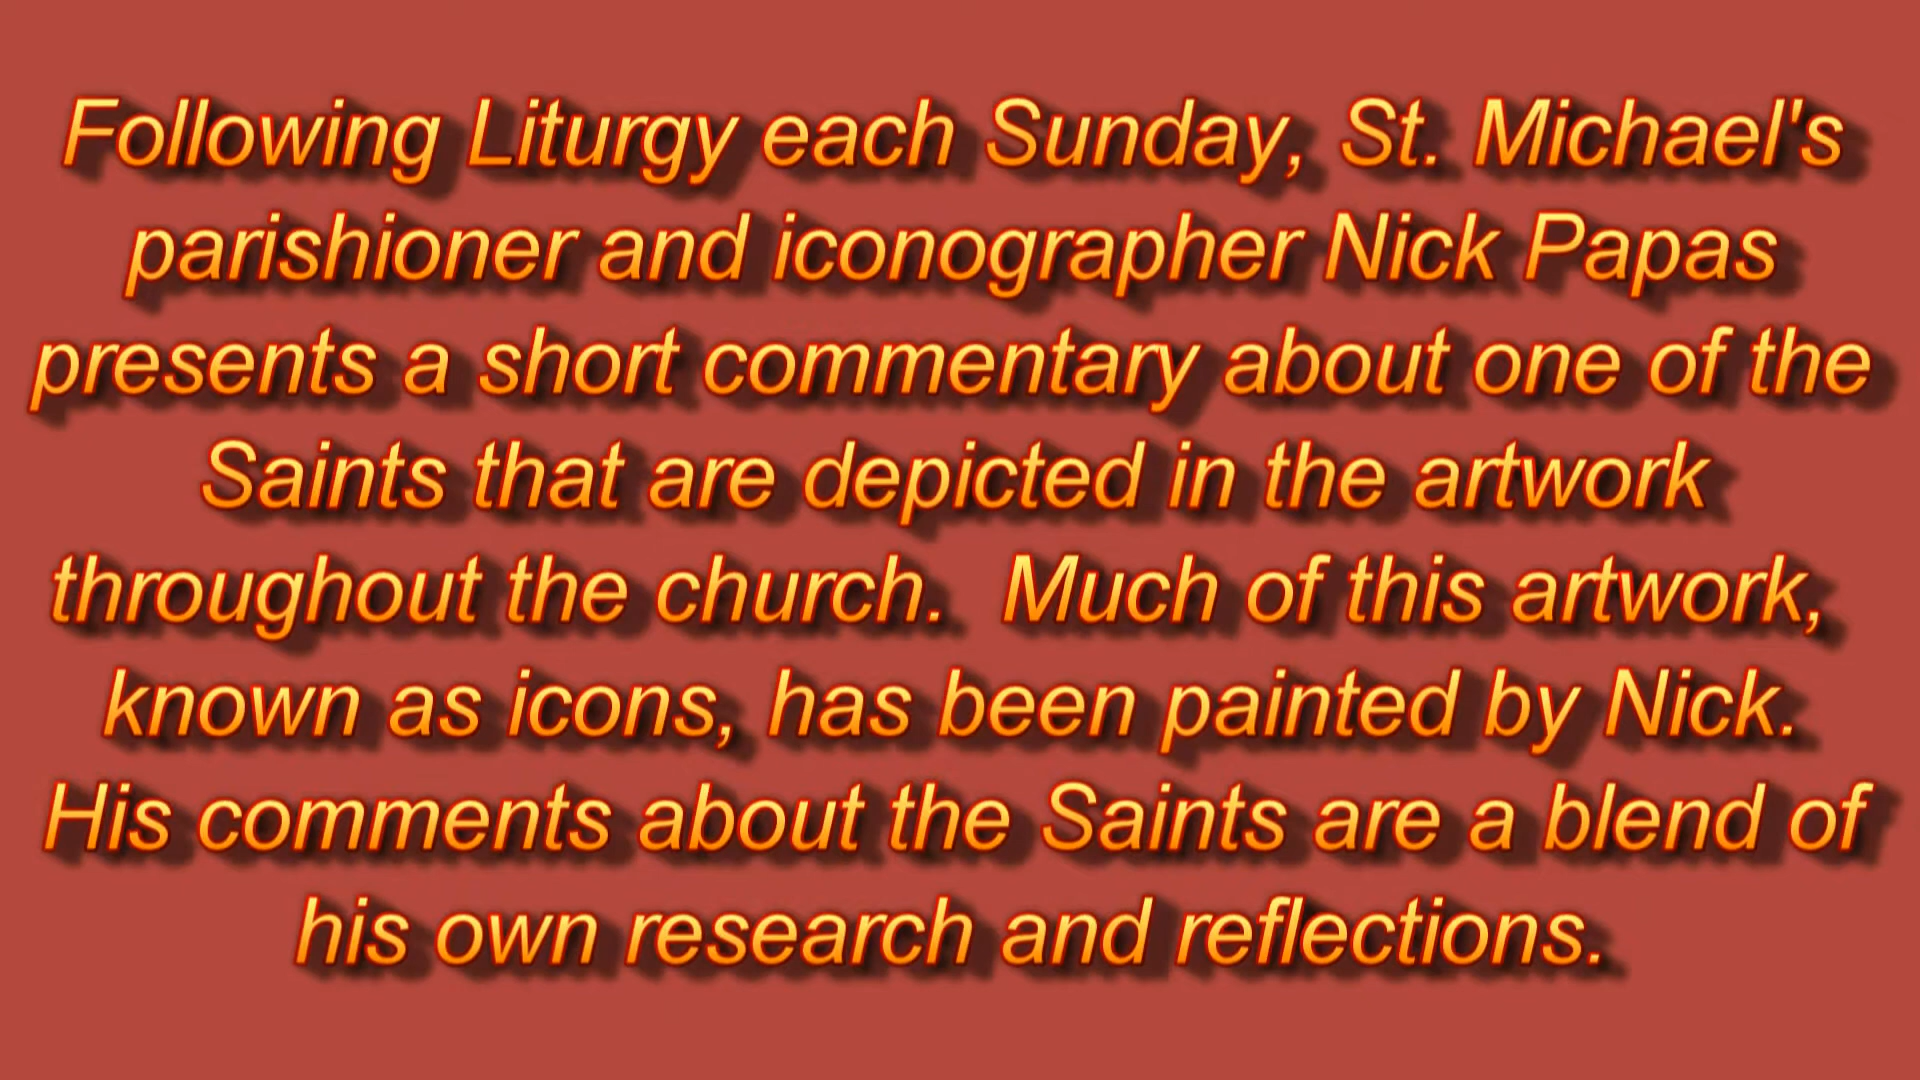 Following Liturgy each Sunday, St. Michael's
parishioner and iconographer Nick Papas
presents a short commentary about one of the
Saints that are depicted in the artwork
throughout the church.  Much of this artwork,
known as icons, has been painted by Nick.
His comments about the Saints are a blend of
his own research and reflections.